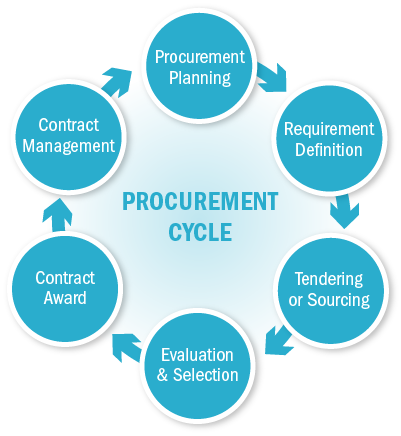 Procurement
Planning
Requirement
Definition
Tendering
or Sourcing
Evaluation
& Selection
Contract
Award
Contract
Management
PROCUREMENT
CYCLE